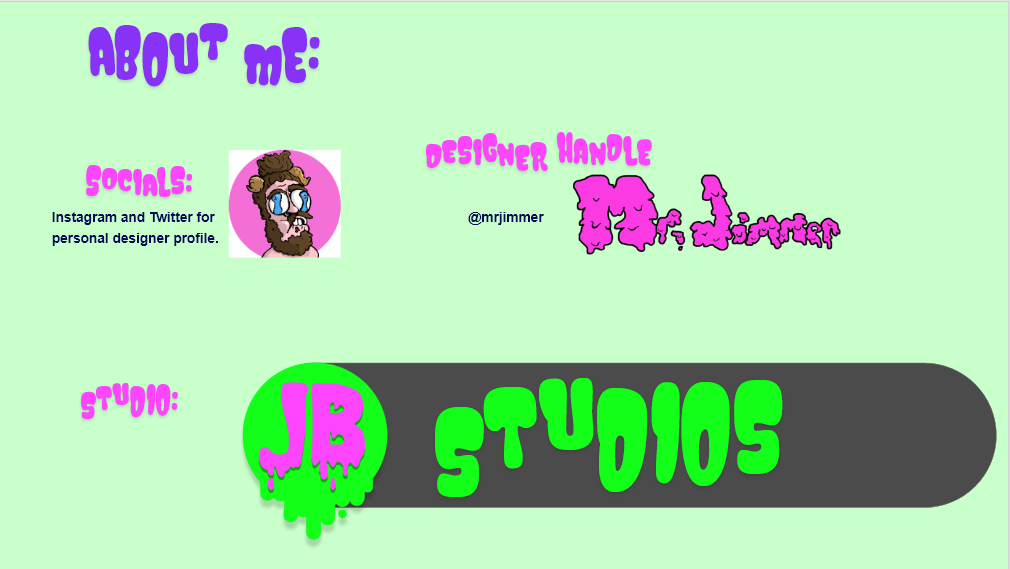 ABOUT ME:
DESIGNER HANDLE
SOCIALS:
Instagram and Twitter for
personal designer profile.
@mrjimmer
Mr. Jimmer
STUDIO:
JB
STUDIOS